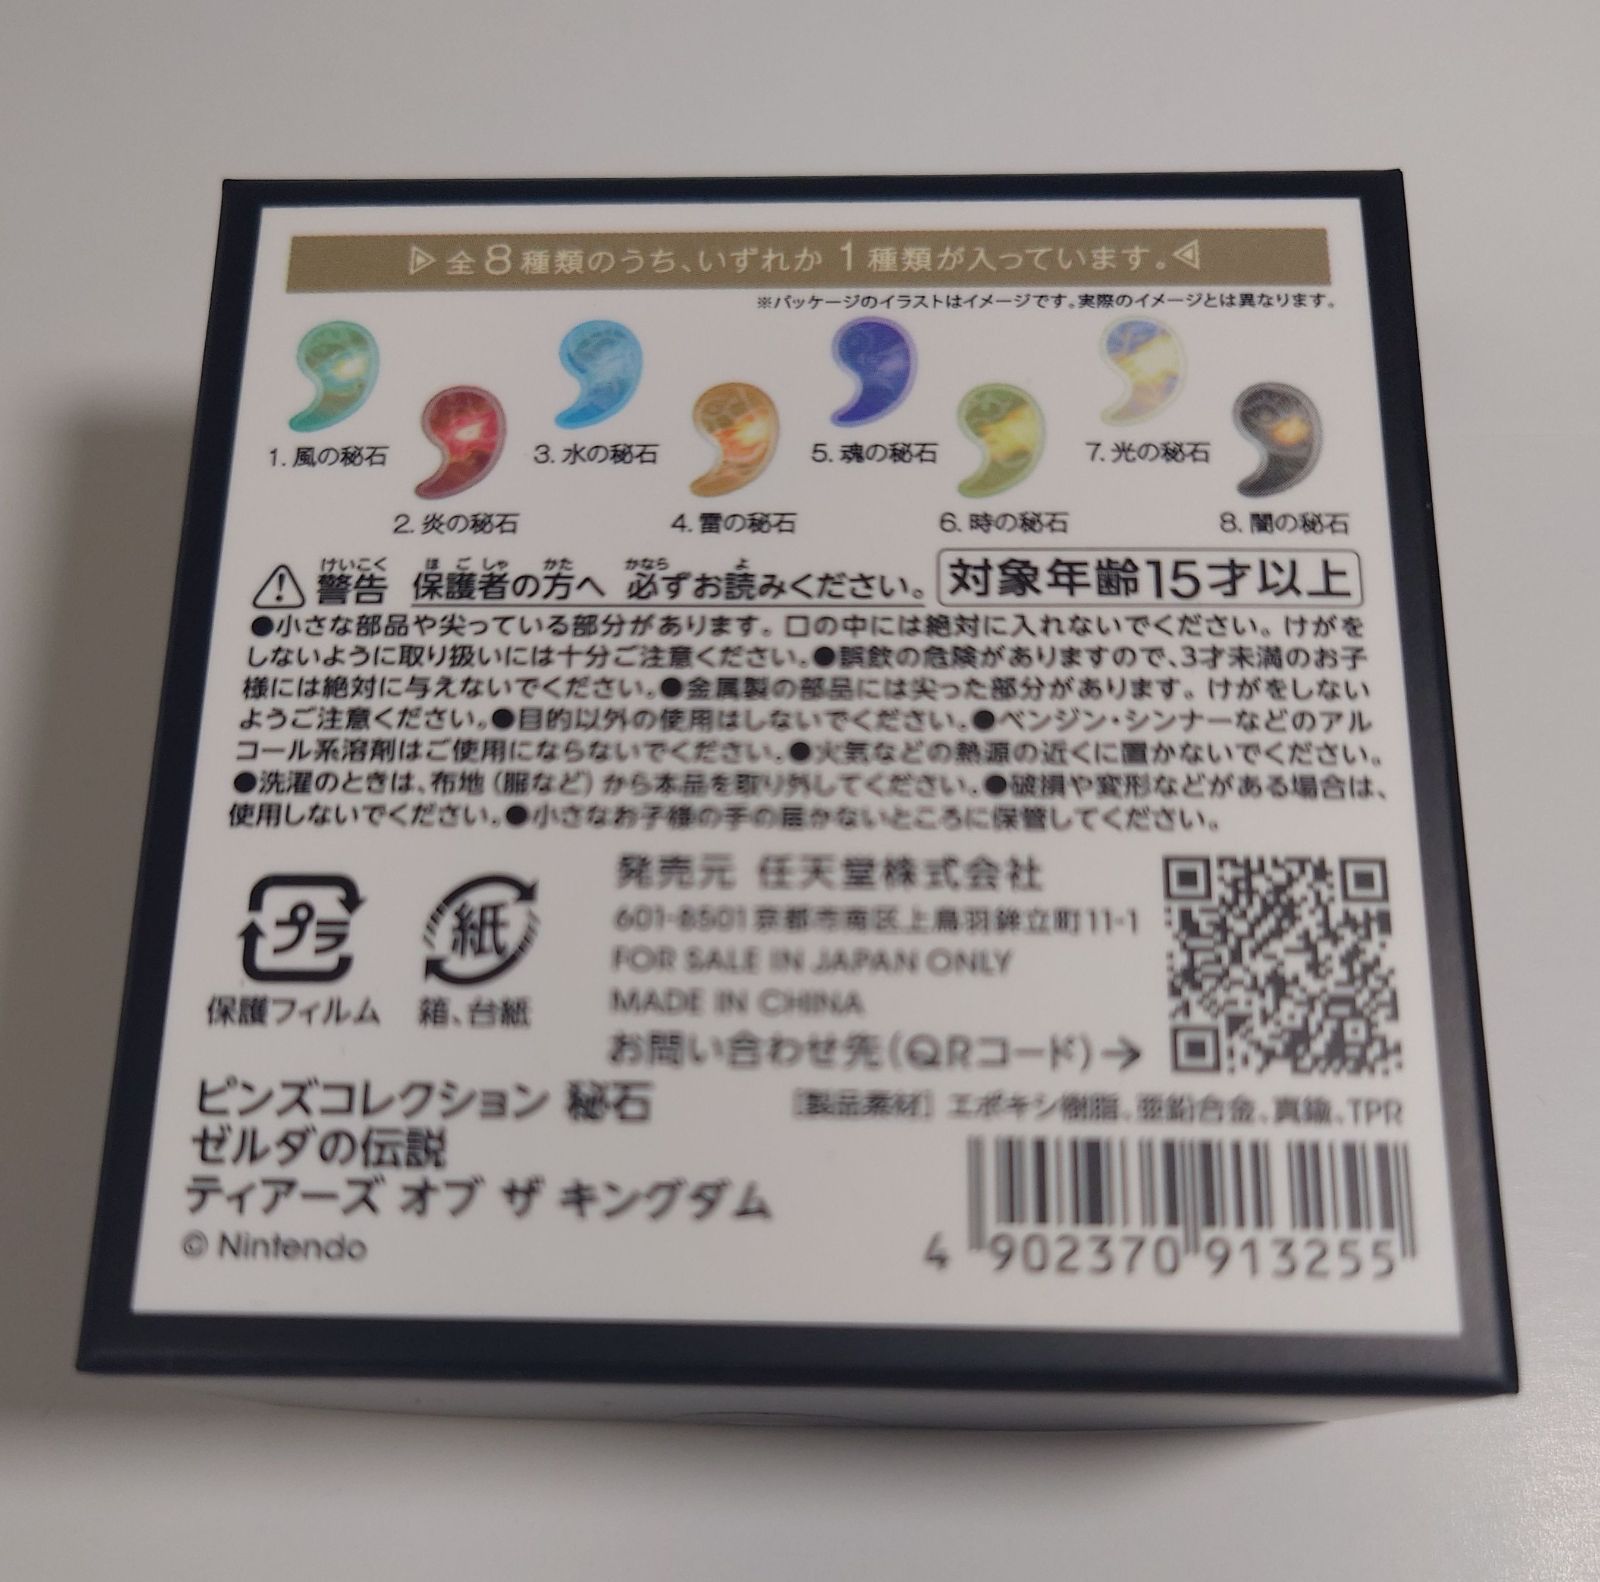 ▷全8種類のうち、いずれか1種類が入っています。◁
※パッケージのイラストはイメージです。実際のイメージとは異なります。
1. 風の秘石
2. 炎の秘石
3. 水の秘石
4. 雷の秘石
5. 魂の秘石
6. 時の秘石
7. 光の秘石
8. 闇の秘石
けいこく ほごしゃ かた かなら よ
警告 保護者の方へ 必ずお読みください。 対象年齢15才以上
●小さな部品や尖っている部分があります。口の中には絶対に入れないでください。けがを
しないように取り扱いには十分ご注意ください。●誤飲の危険がありますので、3才未満のお子
様には絶対に与えないでください。●金属製の部品には尖った部分があります。けがをしない
ようご注意ください。●目的以外の使用はしないでください。●ベンジン・シンナーなどのアル
コール系溶剤はご使用にならないでください。●火気などの熱源の近くに置かないでください。
●洗濯のときは、布地（服など）から本品を取り外してください。●破損や変形などがある場合は、
使用しないでください。●小さなお子様の手の届かないところに保管してください。
プラ
保護フィルム
紙
箱、台紙
発売元 任天堂株式会社
601-8501京都市南区上鳥羽鉾立町11-1
FOR SALE IN JAPAN ONLY
MADE IN CHINA
お問い合わせ先(QRコード)→
ピンズコレクション 秘石
ゼルダの伝説
ティアーズ オブ ザ キングダム
© Nintendo
［製品素材］エポキシ樹脂、亜鉛合金、真鍮、TPR
4 902370 913255